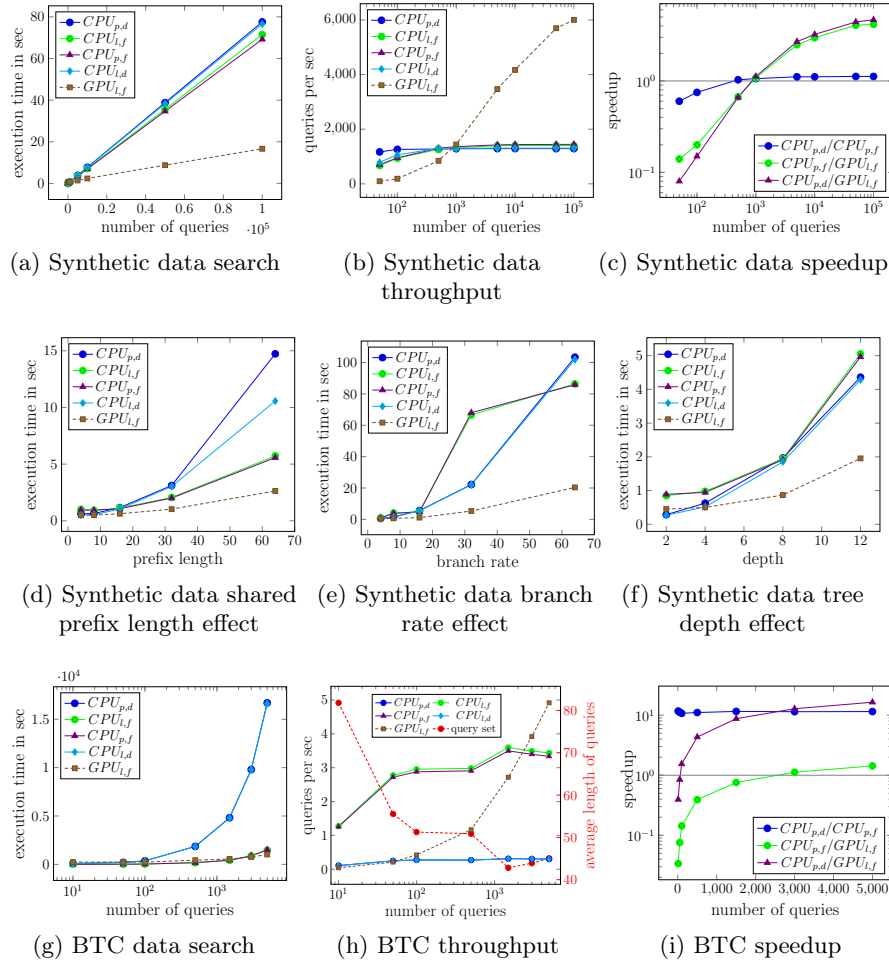 execution time in sec
80
60
40
20
0
CPU_{p,d}
CPU_{l,f}
CPU_{p,f}
CPU_{l,d}
GPU_{l,f}
0 0.2 0.4 0.6 0.8 1
·10^5
number of queries
(a) Synthetic data search
queries per sec
6,000
4,000
2,000
0
CPU_{p,d}
CPU_{l,f}
CPU_{p,f}
CPU_{l,d}
GPU_{l,f}
10^2 10^3 10^4 10^5
number of queries
(b) Synthetic data
throughput
speedup
10^0
10^{-1}
CPU_{p,d}/CPU_{p,f}
CPU_{p,f}/GPU_{l,f}
CPU_{p,d}/GPU_{l,f}
10^2 10^3 10^4 10^5
number of queries
(c) Synthetic data speedup
execution time in sec
15
10
5
0
CPU_{p,d}
CPU_{l,f}
CPU_{p,f}
CPU_{l,d}
GPU_{l,f}
0 10 20 30 40 50 60 70
prefix length
(d) Synthetic data shared
prefix length effect
execution time in sec
100
80
60
40
20
0
CPU_{p,d}
CPU_{l,f}
CPU_{p,f}
CPU_{l,d}
GPU_{l,f}
0 10 20 30 40 50 60 70
branch rate
(e) Synthetic data branch
rate effect
execution time in sec
5
4
3
2
1
0
CPU_{p,d}
CPU_{l,f}
CPU_{p,f}
CPU_{l,d}
GPU_{l,f}
2 4 6 8 10 12
depth
(f) Synthetic data tree
depth effect
·10^4
execution time in sec
1.5
1
0.5
0
CPU_{p,d}
CPU_{l,f}
CPU_{p,f}
CPU_{l,d}
GPU_{l,f}
10^1 10^2 10^3
number of queries
(g) BTC data search
queries per sec
5
4
3
2
1
0
CPU_{p,d} CPU_{l,f}
CPU_{p,f} CPU_{l,d}
GPU_{l,f} query set
80
70
60
50
40
average length of queries
10^1 10^2 10^3
number of queries
(h) BTC throughput
speedup
10^1
10^0
10^{-1}
CPU_{p,d}/CPU_{p,f}
CPU_{p,f}/GPU_{l,f}
CPU_{p,d}/GPU_{l,f}
0 1,000 2,000 3,000 4,000 5,000
number of queries
(i) BTC speedup